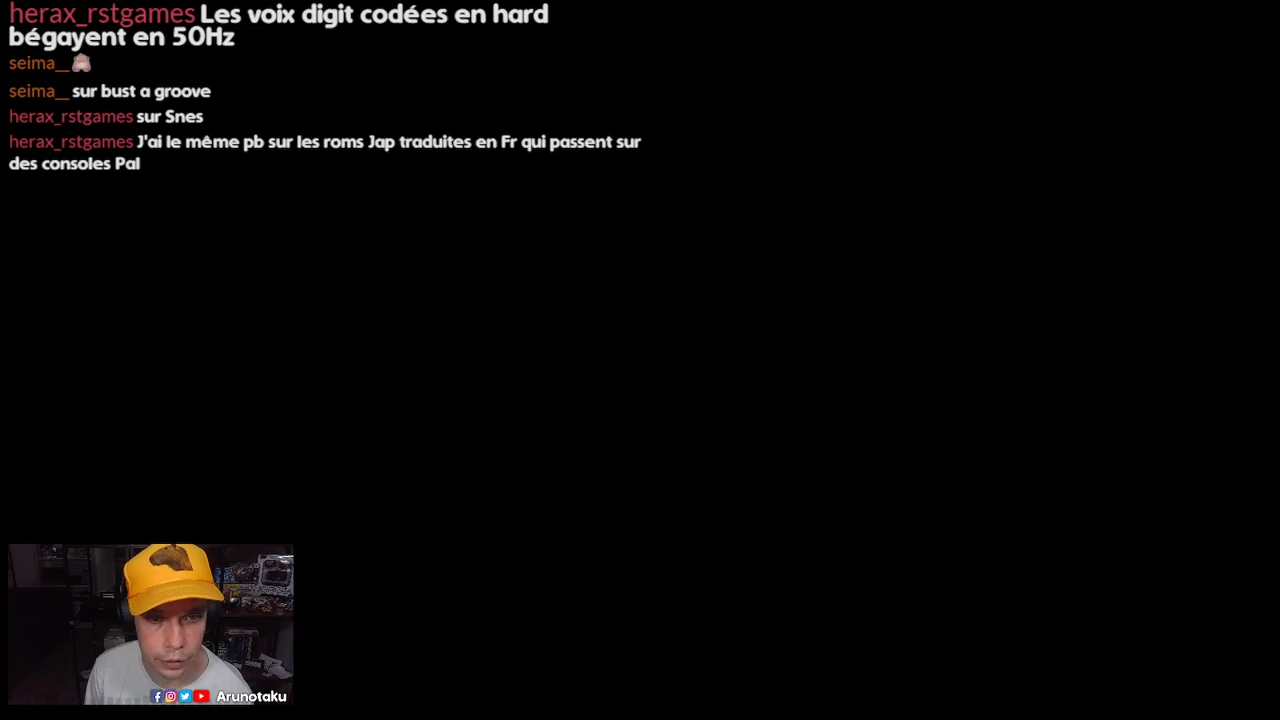 herax_rstgames Les voix digit codées en hard
bégayent en 50Hz
seima__
seima__ sur bust a groove
herax_rstgames sur Snes
herax_rstgames J'ai le même pb sur les roms Jap traduites en Fr qui passent sur
des consoles Pal
Arunotaku